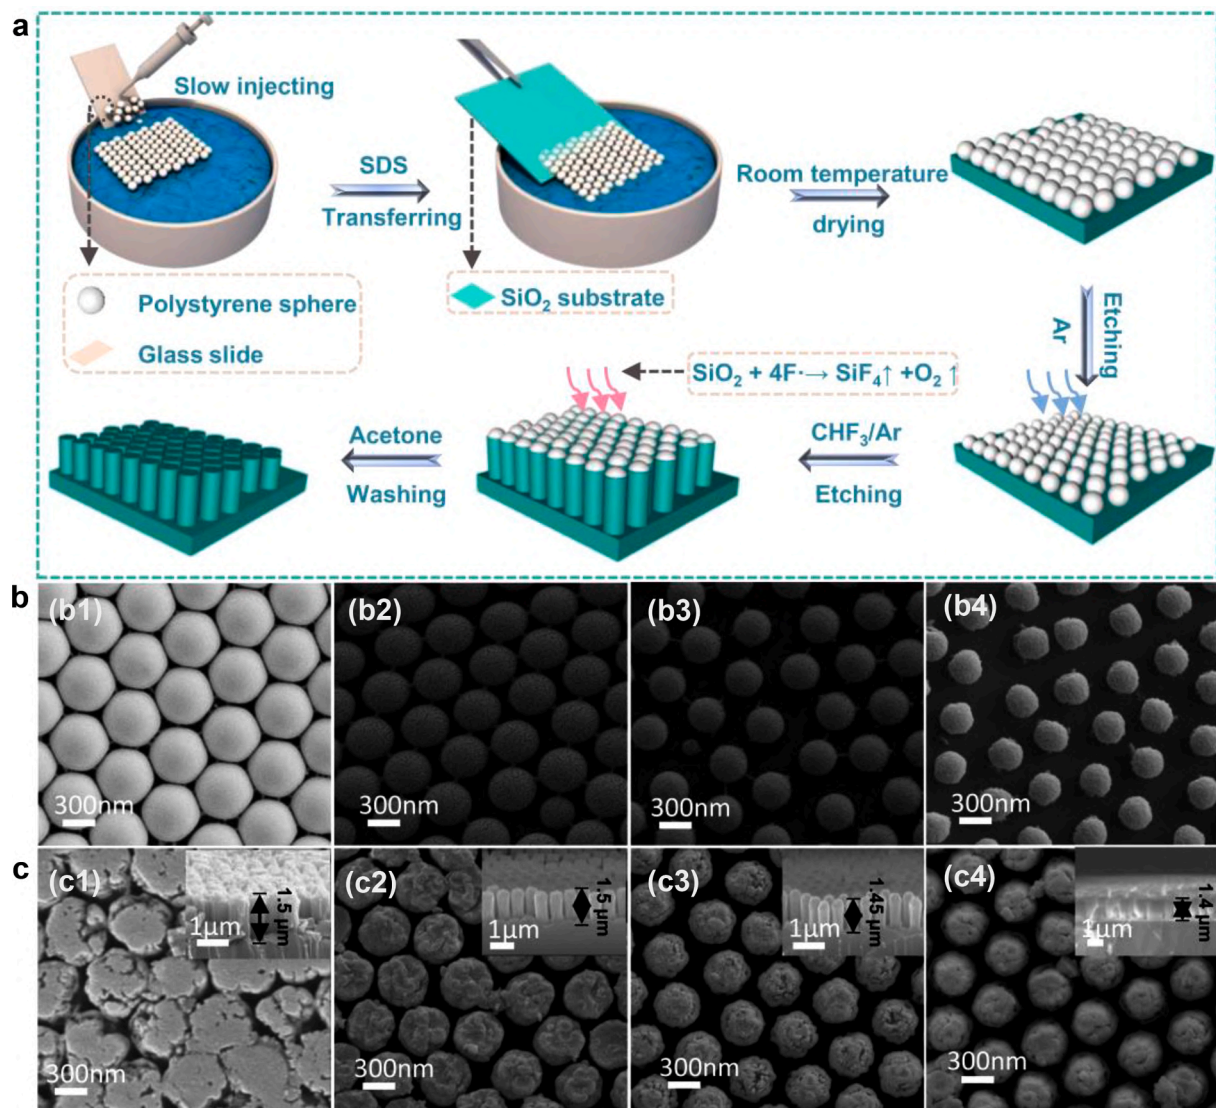 a
Slow injecting
SDS
Transferring
Room temperature
drying
Polystyrene sphere
Glass slide
SiO₂ substrate
Etching
Ar
SiO₂ + 4F·→ SiF₄↑ +O₂ ↑
CHF₃/Ar
Etching
Acetone
Washing
b
(b1)
(b2)
(b3)
(b4)
300nm
300nm
300nm
300nm
c
(c1)
(c2)
(c3)
(c4)
1.5 μm
1μm
1.5 μm
1μm
1.45 μm
1μm
1.4 μm
1μm
300nm
300nm
300nm
300nm